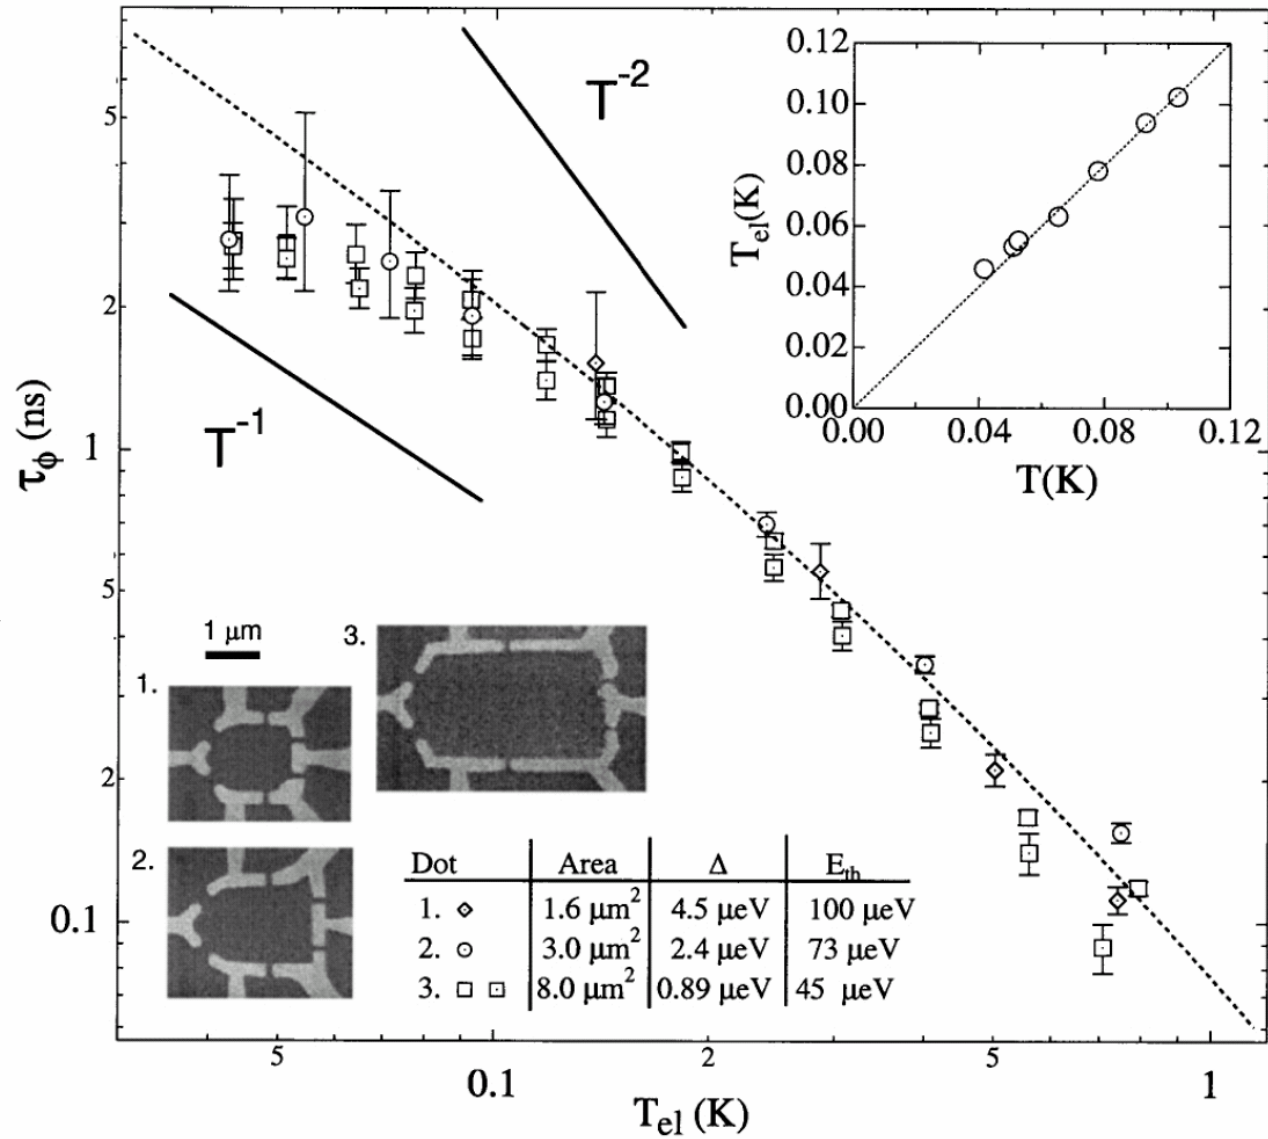 T⁻²
T⁻¹
τϕ (ns)
5
2
1
5
2
0.1
5
0.1
2
5
1
Tel (K)
0.12
0.10
0.08
0.06
0.04
0.02
0.00
Tel(K)
0.00 0.04 0.08 0.12
T(K)
1 μm
1.
2.
3.
Dot Area Δ Eth
1. ◇ 1.6 μm² 4.5 μeV 100 μeV
2. ⊙ 3.0 μm² 2.4 μeV 73 μeV
3. □ ⊡ 8.0 μm² 0.89 μeV 45 μeV